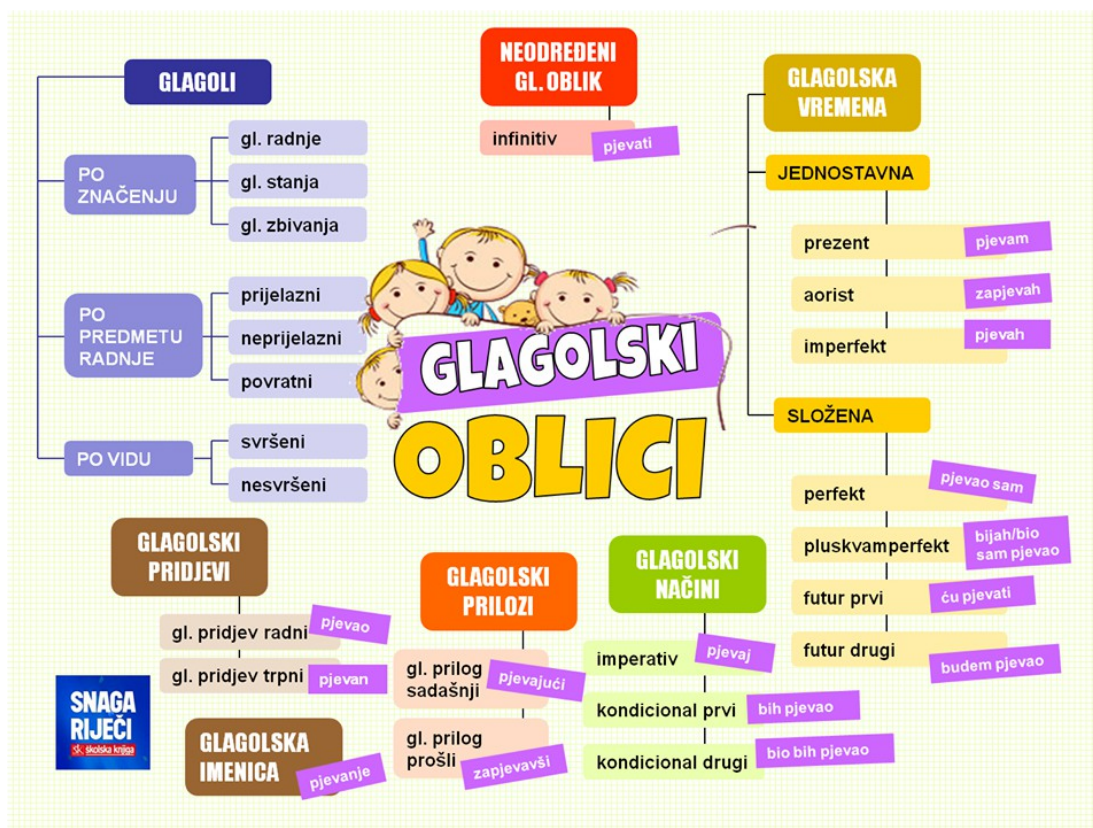 GLAGOLI
PO
ZNAČENJU
gl. radnje
gl. stanja
gl. zbivanja
PO
PREDMETU
RADNJE
prijelazni
neprijelazni
povratni
PO VIDU
svršeni
nesvršeni
NEODREĐENI
GL. OBLIK
infinitiv
pjevati
GLAGOLSKI
OBLICI
GLAGOLSKA
VREMENA
JEDNOSTAVNA
prezent
pjevam
aorist
zapjevah
imperfekt
pjevah
SLOŽENA
perfekt
pjevao sam
pluskvamperfekt
bijah/bio
sam pjevao
futur prvi
ću pjevati
futur drugi
budem pjevao
GLAGOLSKI
PRIDJEVI
gl. pridjev radni
pjevao
gl. pridjev trpni
pjevan
GLAGOLSKA
IMENICA
pjevanje
GLAGOLSKI
PRILOZI
gl. prilog
sadašnji
pjevajući
gl. prilog
prošli
zapjevavši
GLAGOLSKI
NAČINI
imperativ
pjevaj
kondicional prvi
bih pjevao
kondicional drugi
bio bih pjevao
SNAGA
RIJEČI
sk školska knjiga